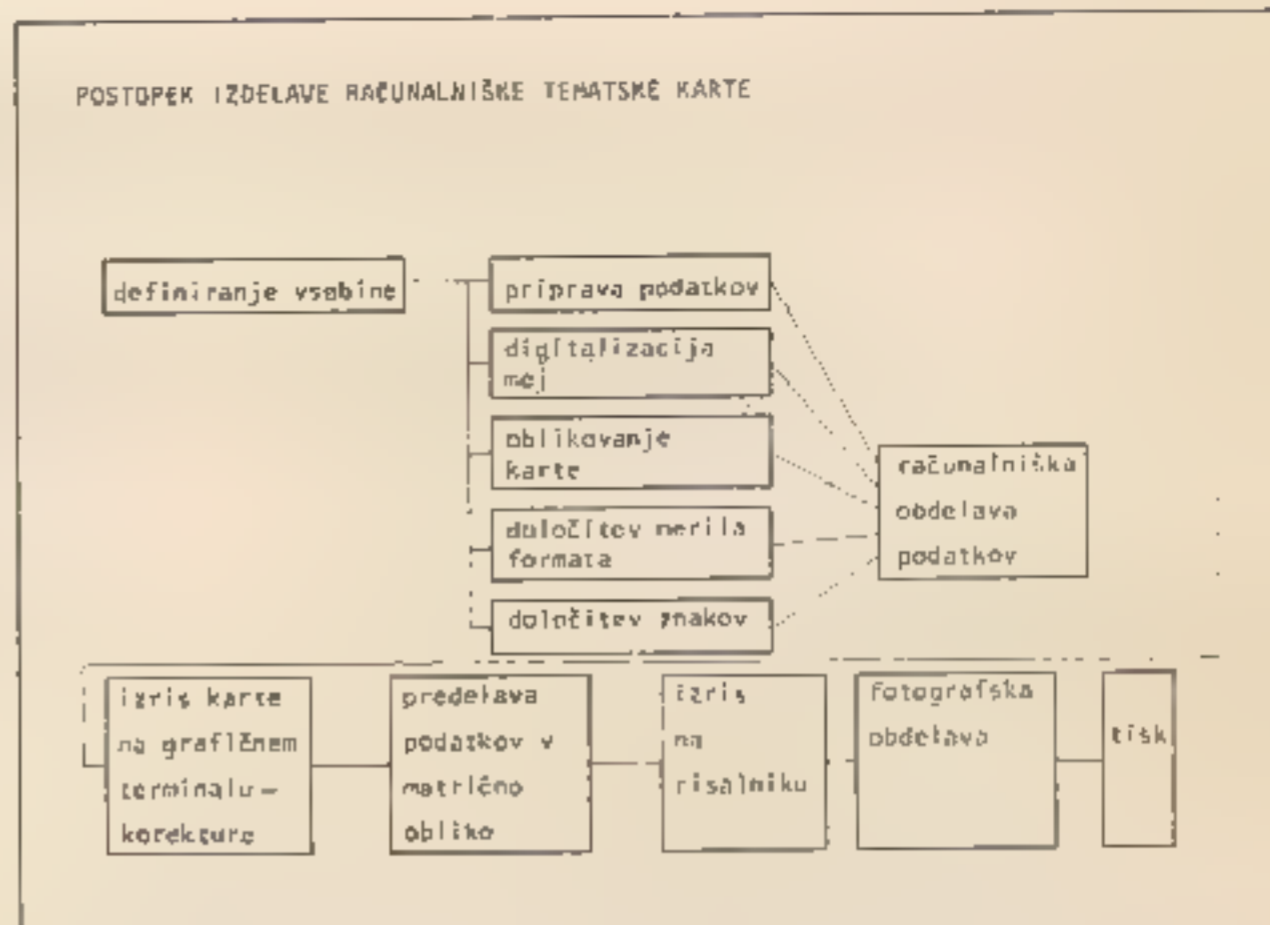 POSTOPEK IZDELAVE RAČUNALNIŠKE TEMATSKE KARTE
definiranje vsebine
priprava podatkov
digitalizacija
mej
oblikovanje
karte
določitev merila
formata
določitev znakov
računalniška
obdelava
podatkov
izris karte
na grafičnem
terminalu-
korekture
predelava
podatkov v
matrično
obliko
izris
na
risalniku
fotografska
obdelava
tisk